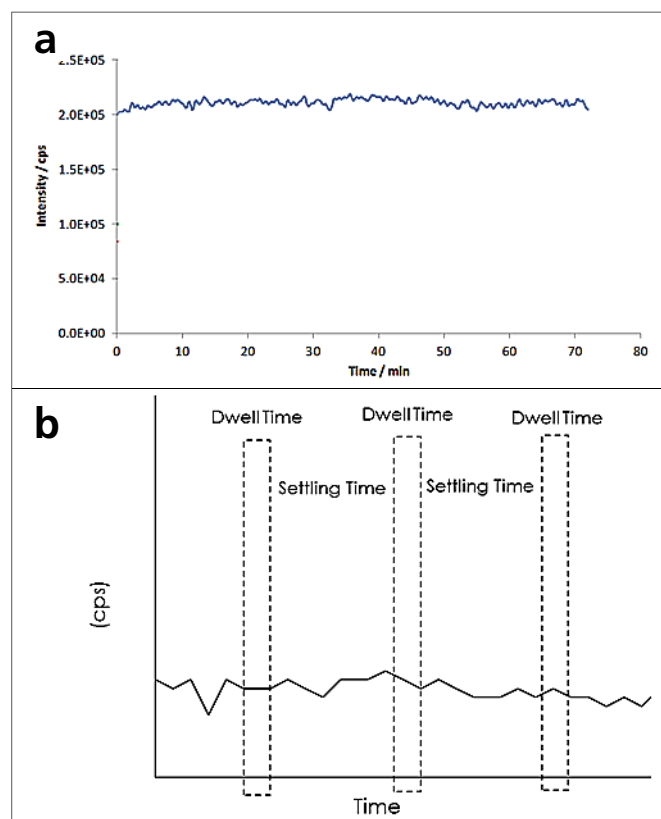 a
2.5E+05
2.0E+05
1.5E+05
1.0E+05
5.0E+04
0.0E+00
Intensity / cps
0 10 20 30 40 50 60 70 80
Time / min
b
Dwell Time Dwell Time Dwell Time
Settling Time Settling Time
(cps)
Time